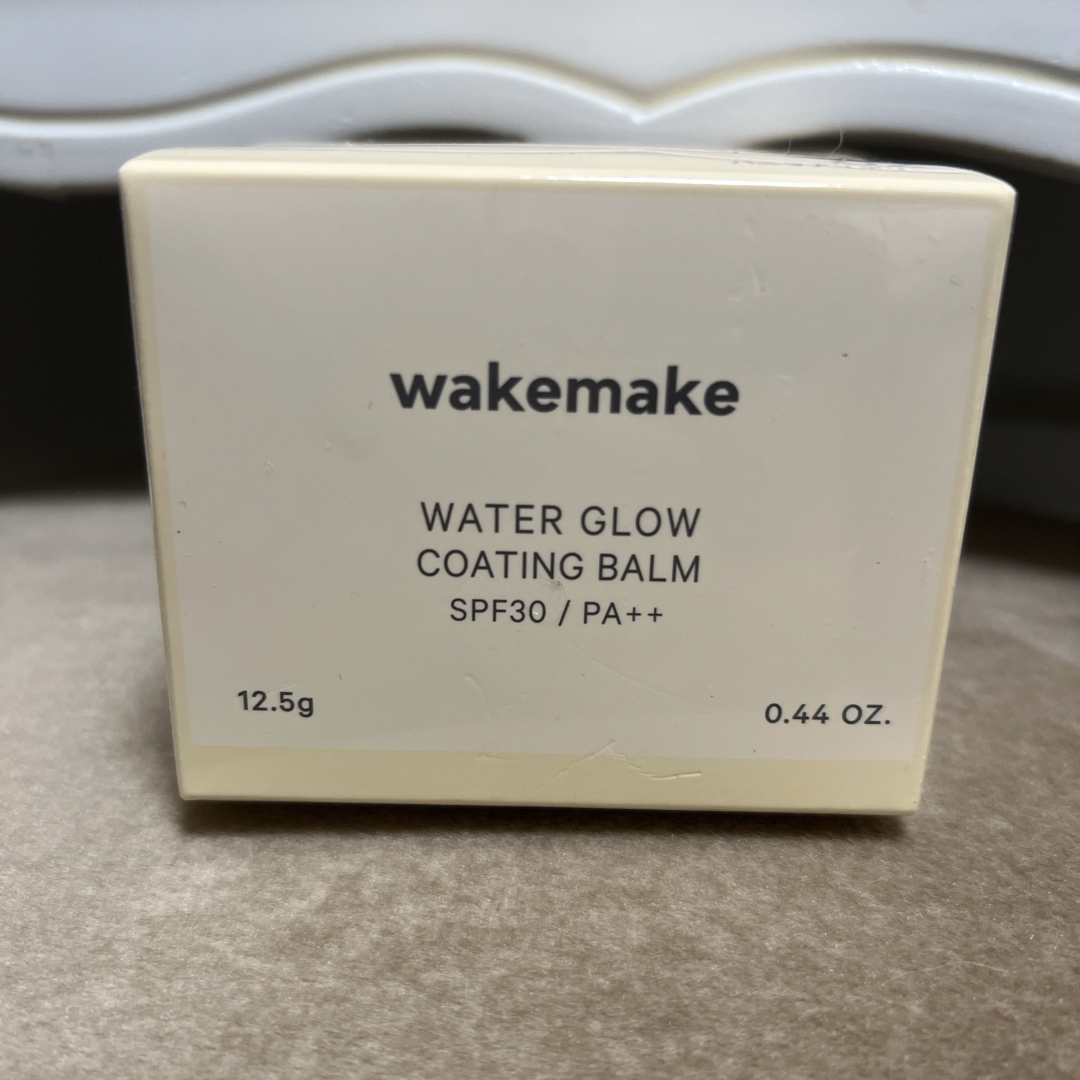 wakemake
WATER GLOW
COATING BALM
SPF30 / PA++
12.5g
0.44 OZ.